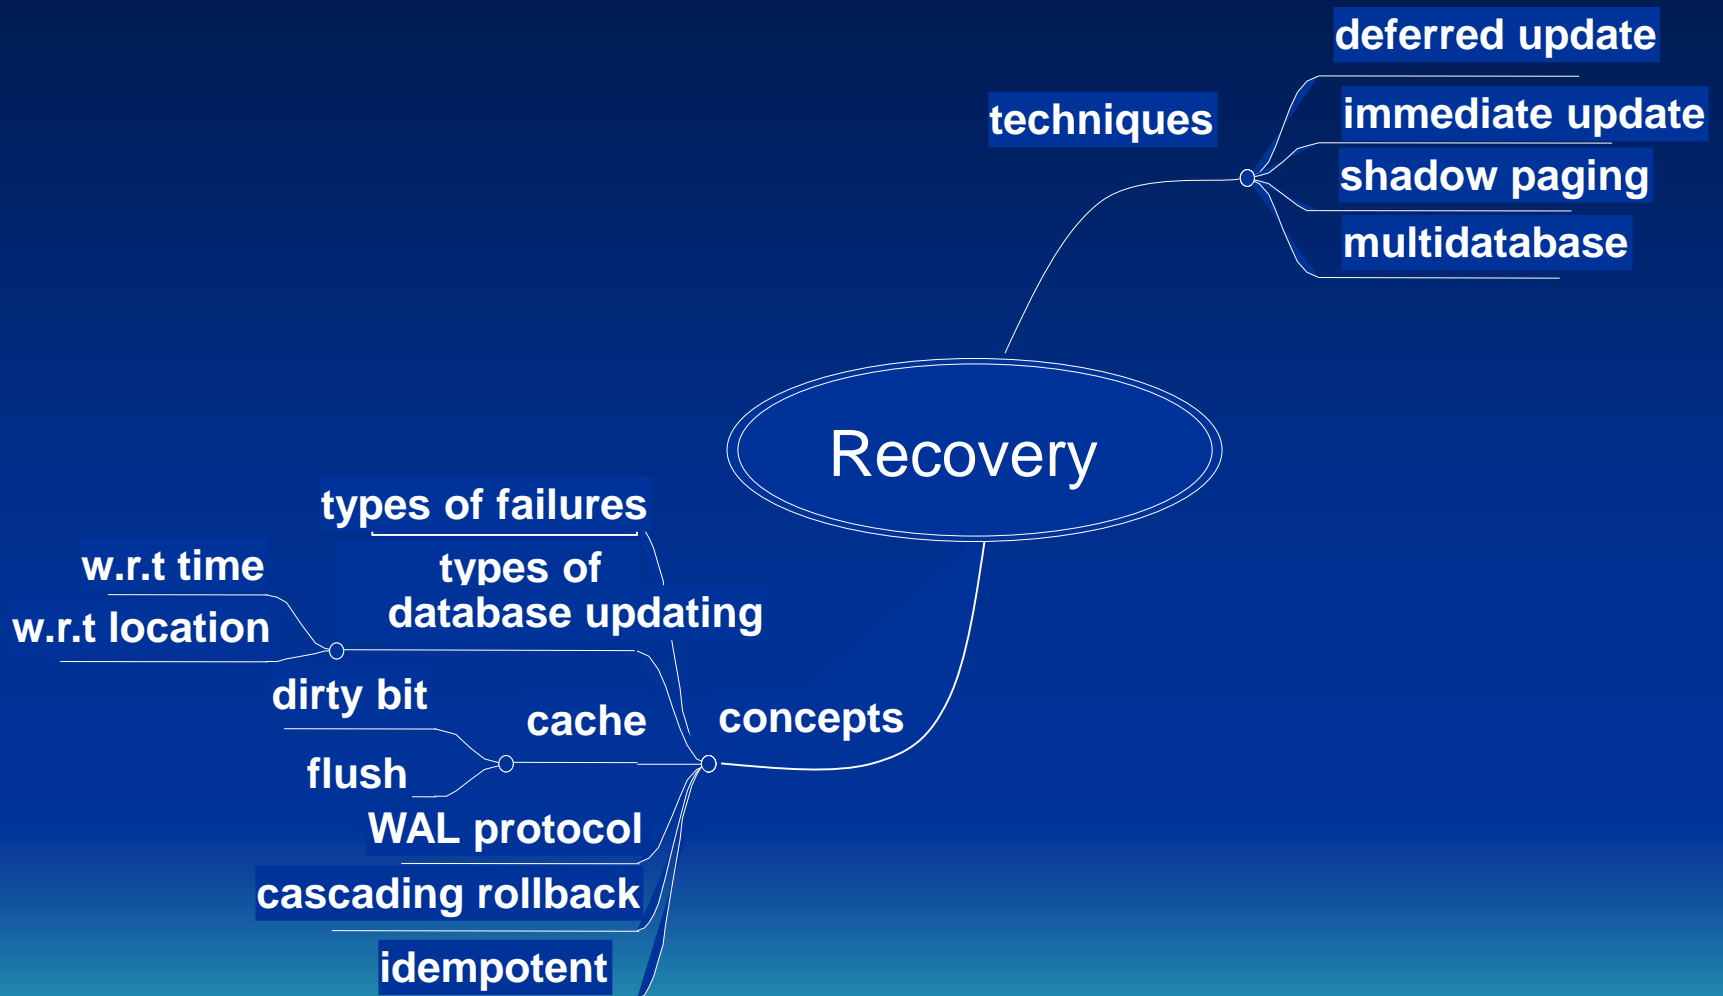 deferred update
techniques
immediate update
shadow paging
multidatabase
Recovery
types of failures
types of
database updating
w.r.t time
w.r.t location
dirty bit
cache
concepts
flush
WAL protocol
cascading rollback
idempotent